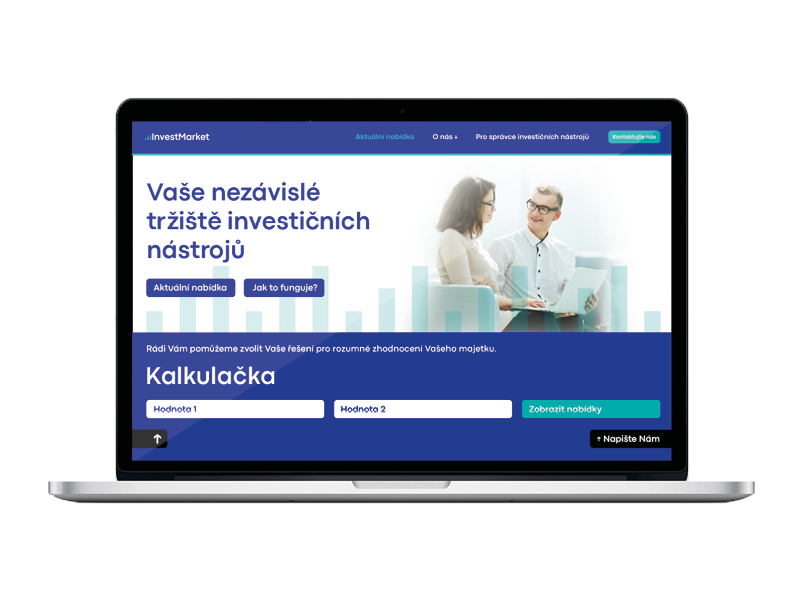 InvestMarket
Aktuální nabídka
O nás ↓
Pro správce investičních nástrojů
Kontaktujte nás
Vaše nezávislé
tržiště investičních
nástrojů
Aktuální nabídka
Jak to funguje?
Rádi Vám pomůžeme zvolit Vaše řešení pro rozumné zhodnocení Vašeho majetku.
Kalkulačka
Hodnota 1
Hodnota 2
Zobrazit nabídky
↑
↑ Napište Nám